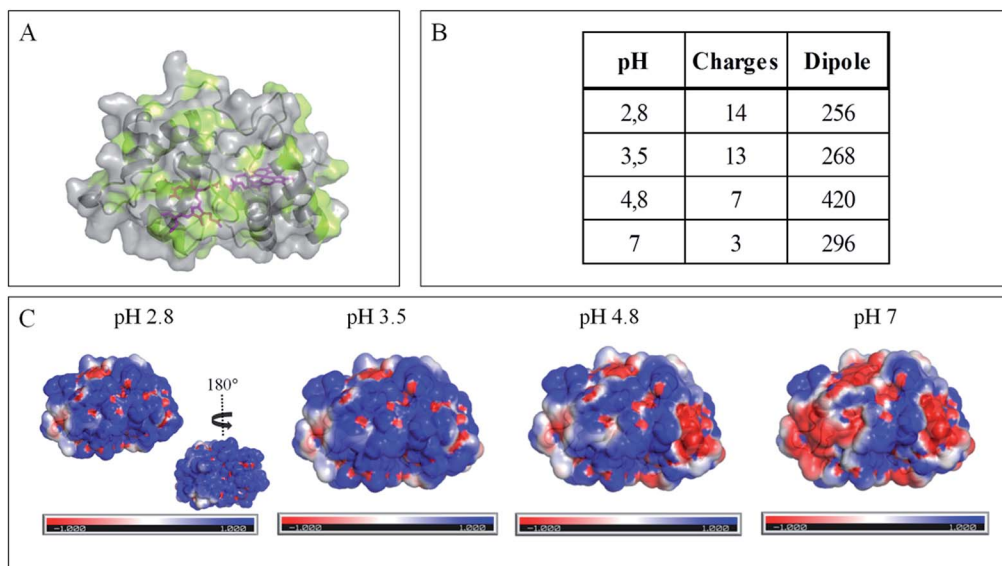 A
B
pH Charges Dipole
2,8 14 256
3,5 13 268
4,8 7 420
7 3 296
C
pH 2.8 pH 3.5 pH 4.8 pH 7
180°
-1.000 1.000 -1.000 1.000 -1.000 1.000 -1.000 1.000